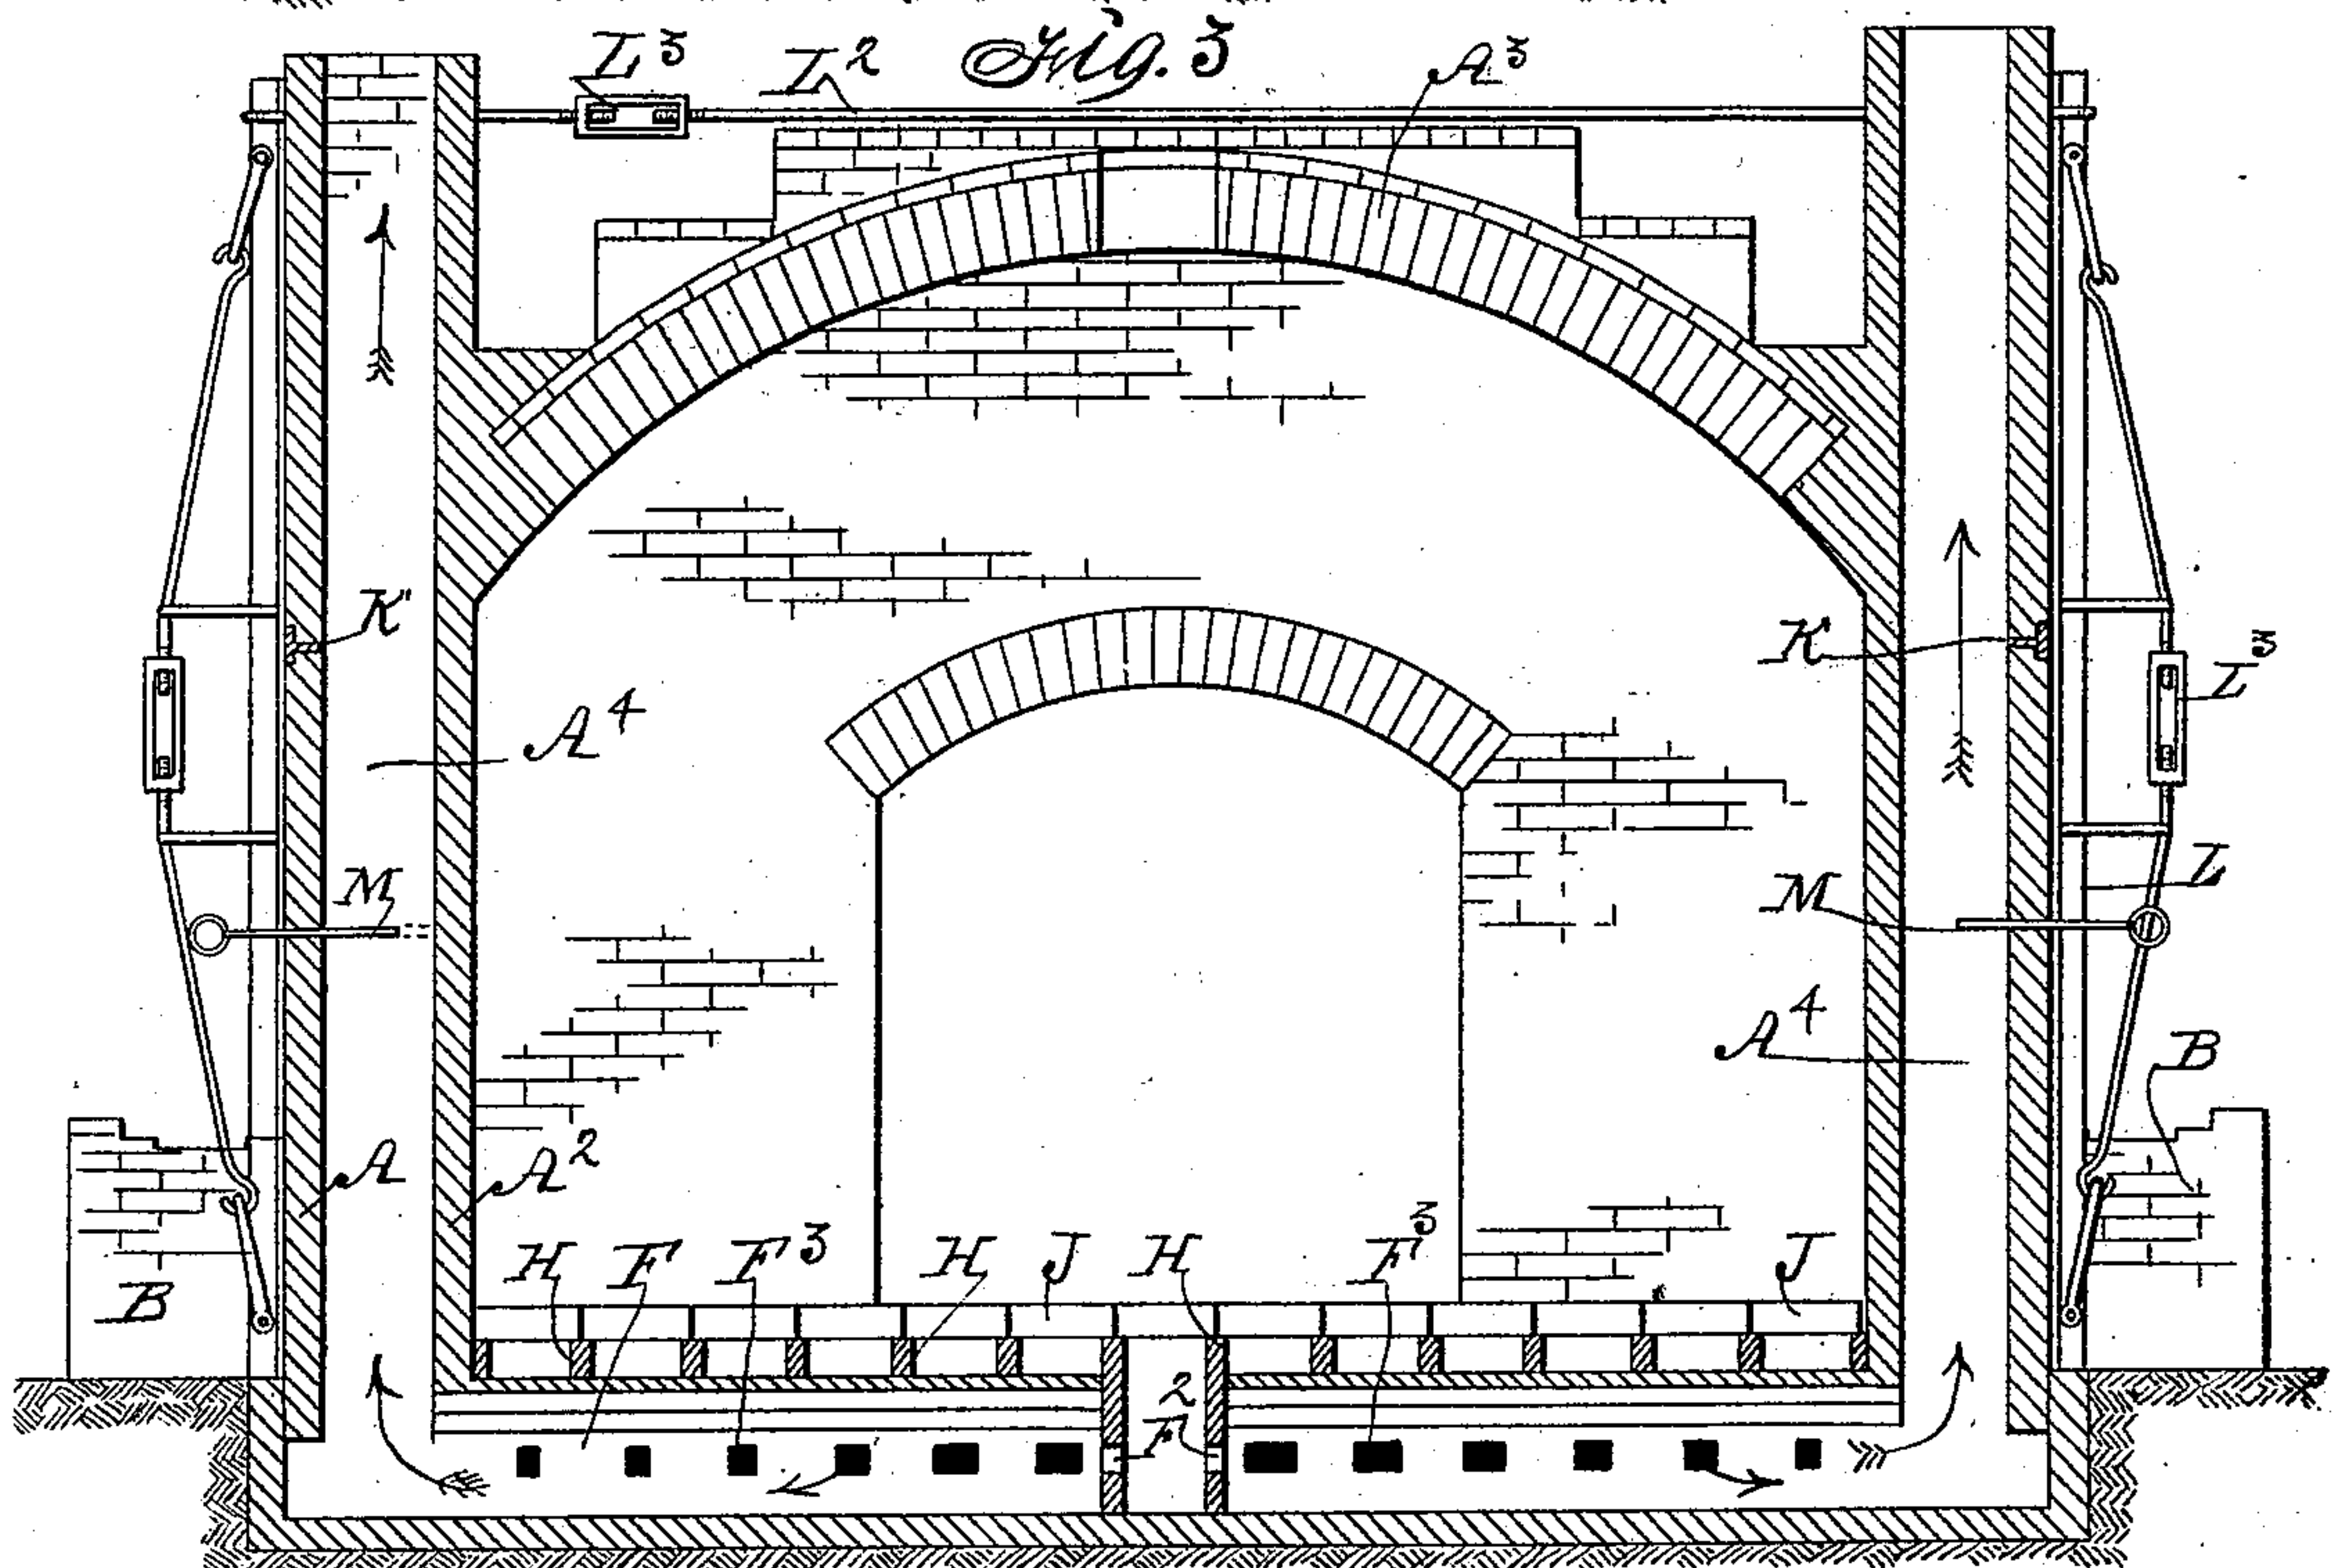 Fig. 3
L³
L²
A³
K'
K'
L³
A⁴
M
M
L
A⁴
B
A
A²
B
H
F
F³
H
J
H
F³
J
F²